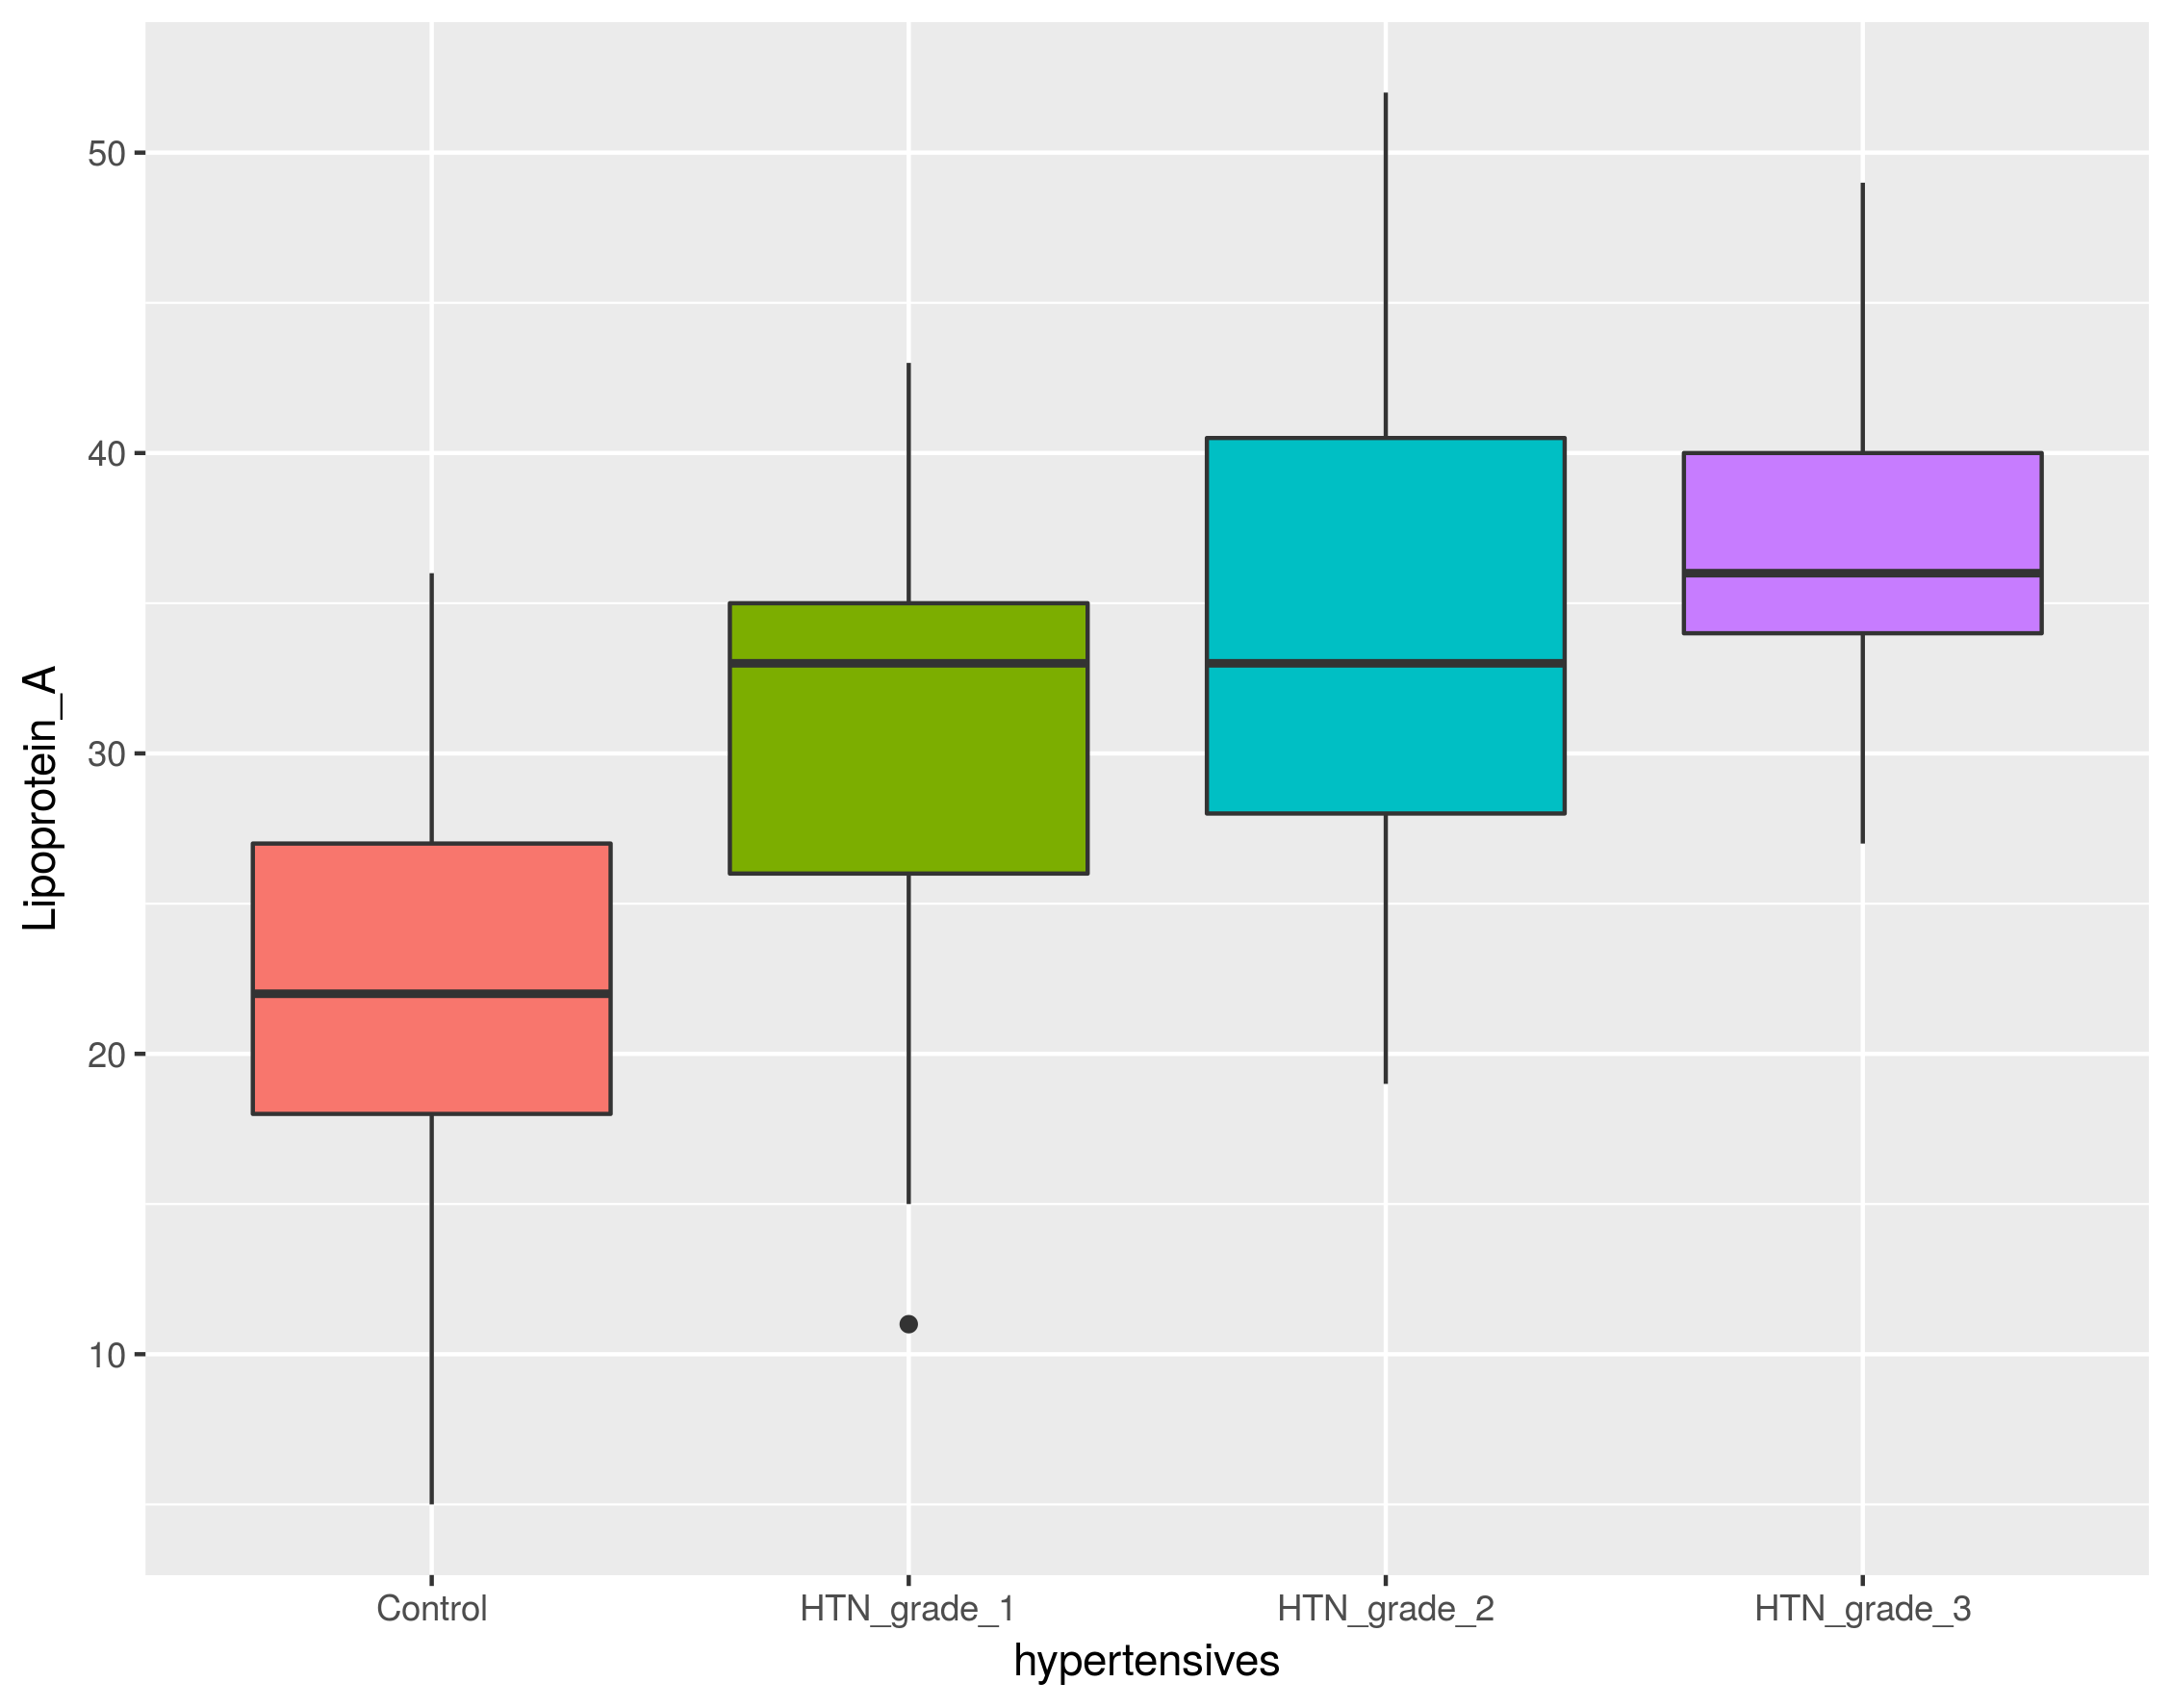 Lipoprotein_A
50
40
30
20
10
Control
HTN_grade_1
HTN_grade_2
HTN_grade_3
hypertensives